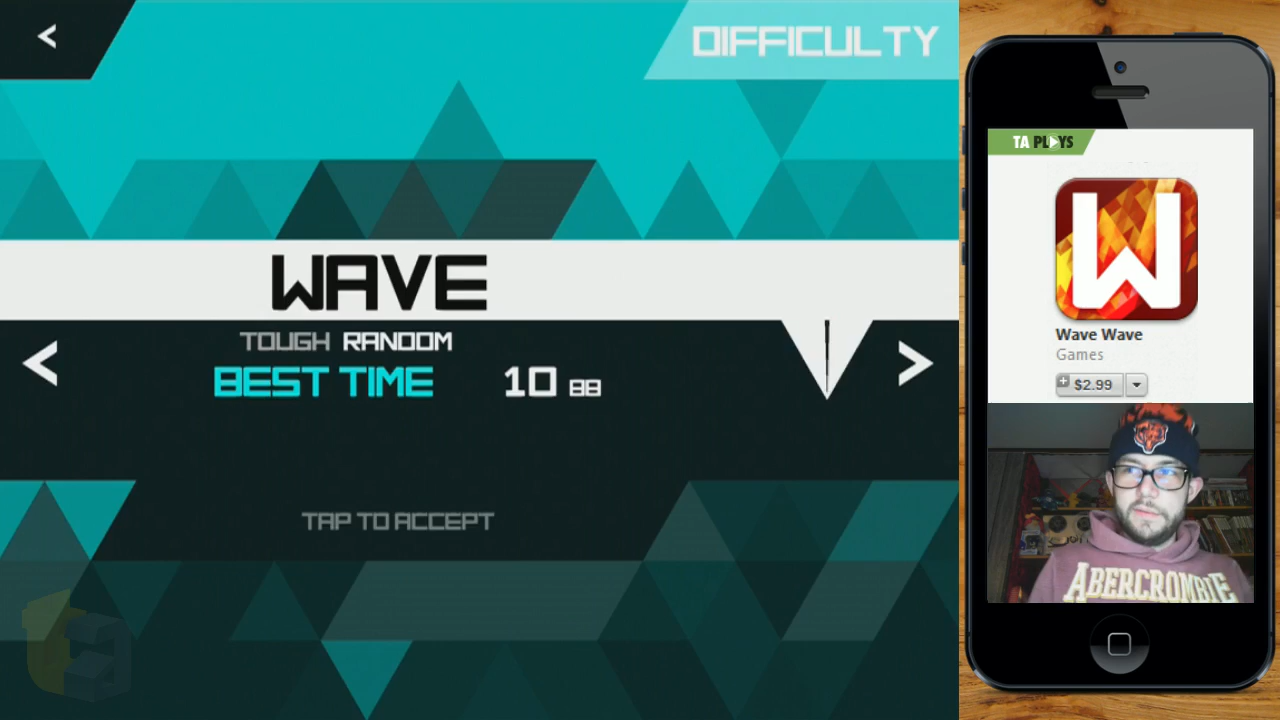 DIFFICULTY
WAVE
TOUGH RANDOM
BEST TIME 10 88
TAP TO ACCEPT
TA PLAYS
W
Wave Wave
Games
$2.99
ABERCROMBIE
ta